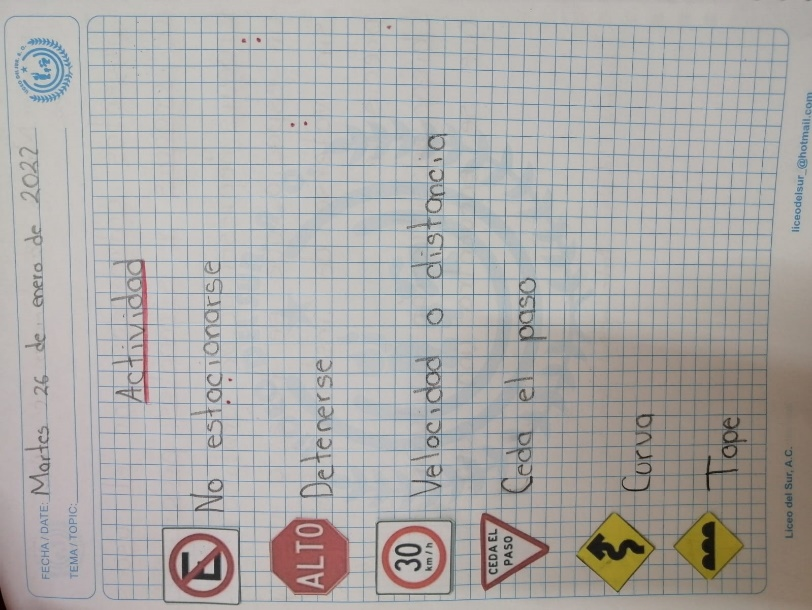 FECHA / DATE: Martes 26 de enero de 2022
TEMA / TOPIC:
Actividad
E
No estacionarse
ALTO
Detenerse
30
km/h
Velocidad o distancia
CEDA EL
PASO
Ceda el paso
Curva
Tope
Liceo del Sur, A.C.
liceodelsur_@hotmail.com